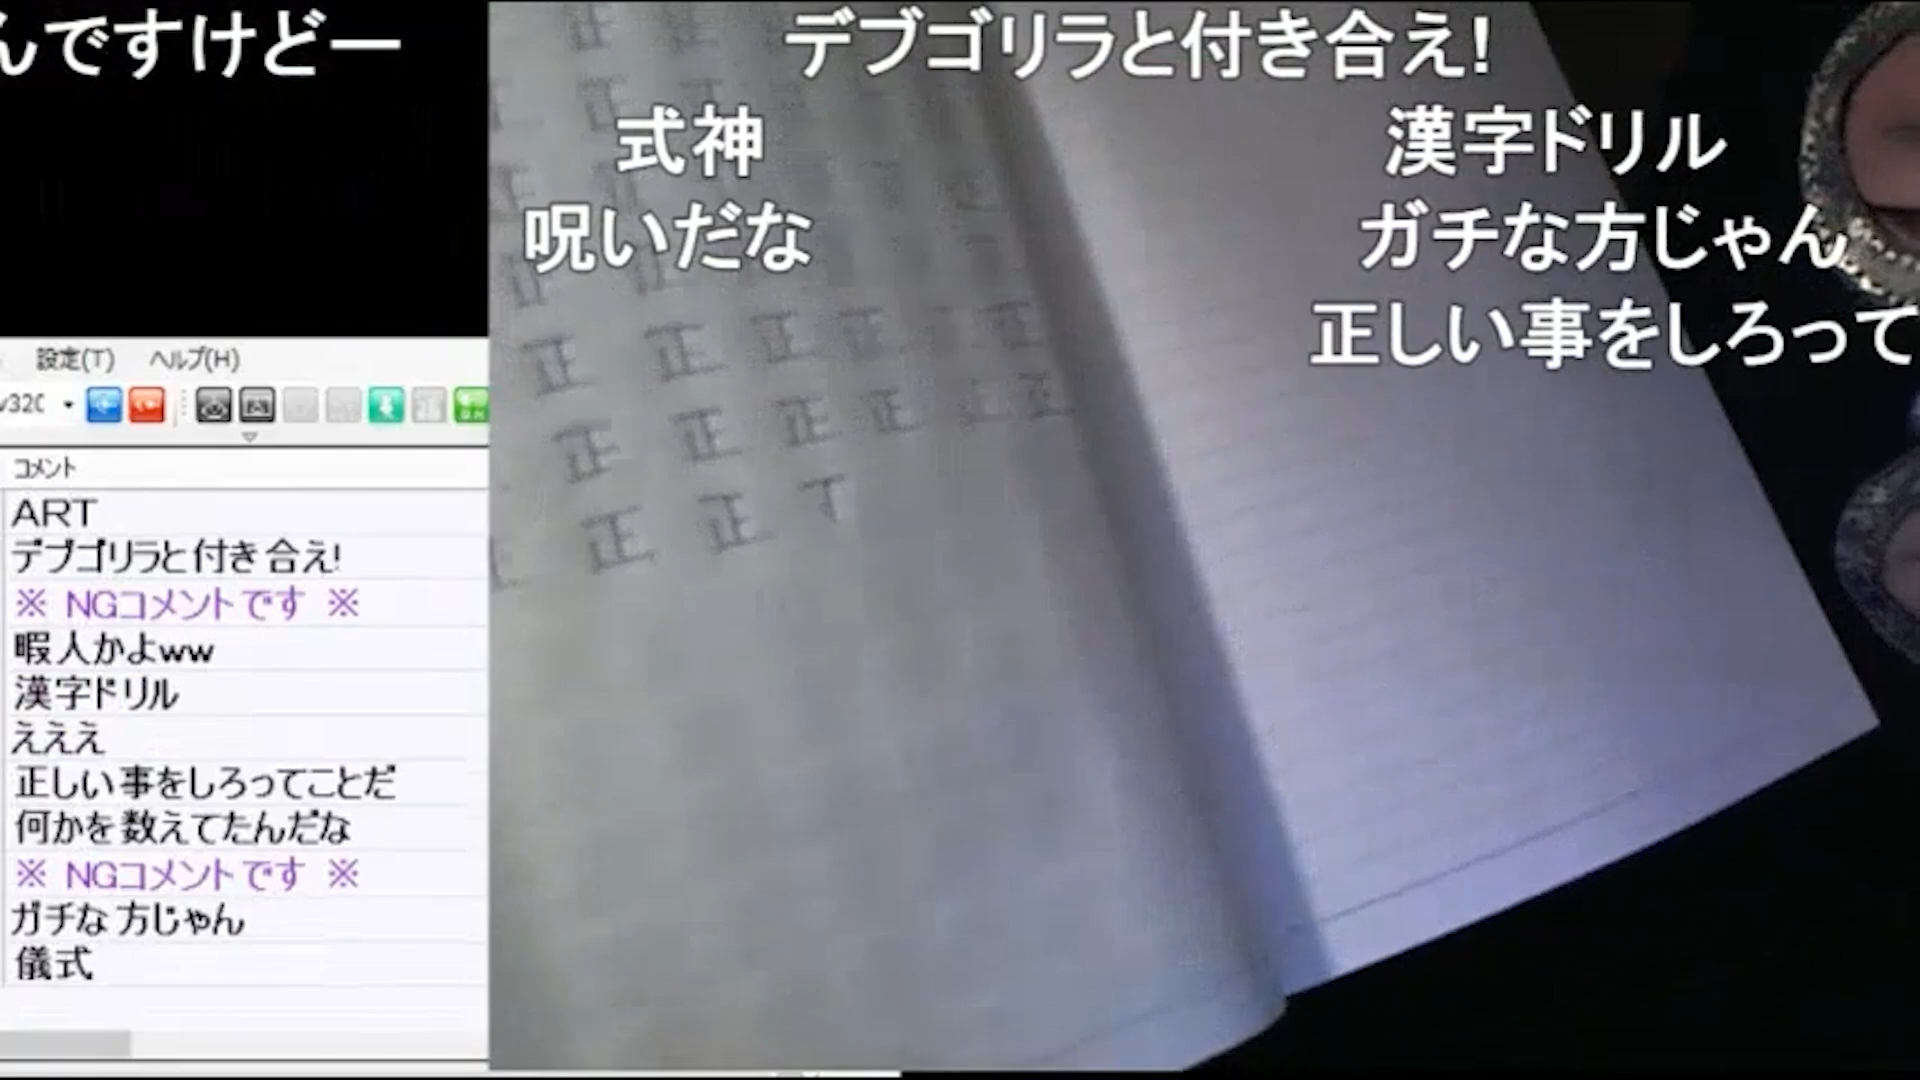 んですけどー
デブゴリラと付き合え!
式神
漢字ドリル
呪いだな
ガチな方じゃん
正しい事をしろって
設定(T) ヘルプ(H)
コメント
ART
デブゴリラと付き合え!
※ NGコメントです ※
暇人かよww
漢字ドリル
えええ
正しい事をしろってことだ
何かを数えてたんだな
※ NGコメントです ※
ガチな方じゃん
儀式
正 正 正 正 正
正 正 正 正 正 正
正 正 T